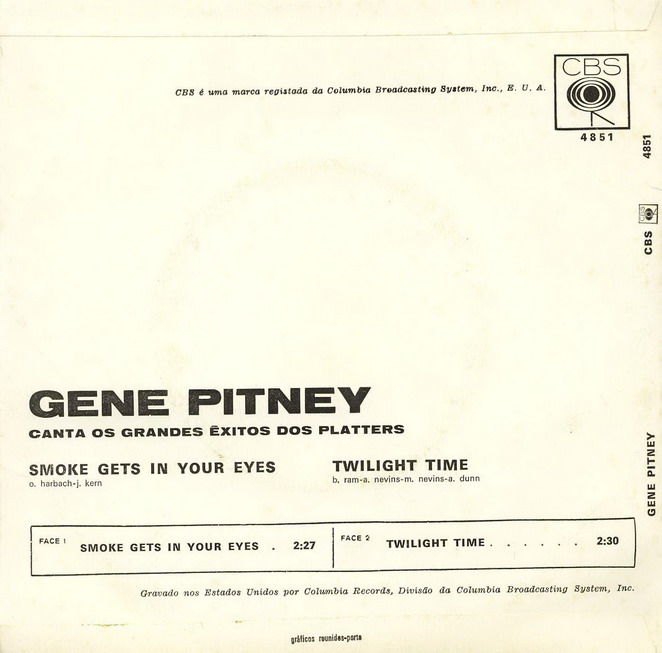 CBS é uma marca registada da Columbia Broadcasting System, Inc., E. U. A.
CBS
4851
4851
CBS
CBS
GENE PITNEY
GENE PITNEY
CANTA OS GRANDES ÊXITOS DOS PLATTERS
SMOKE GETS IN YOUR EYES
o. harbach-j. kern
TWILIGHT TIME
b. ram-a. nevins-m. nevins-a. dunn
FACE 1 SMOKE GETS IN YOUR EYES . 2:27
FACE 2 TWILIGHT TIME . . . . . . 2:30
Gravado nos Estados Unidos por Columbia Records, Divisão da Columbia Broadcasting System, Inc.
gráficos reunidos-porto